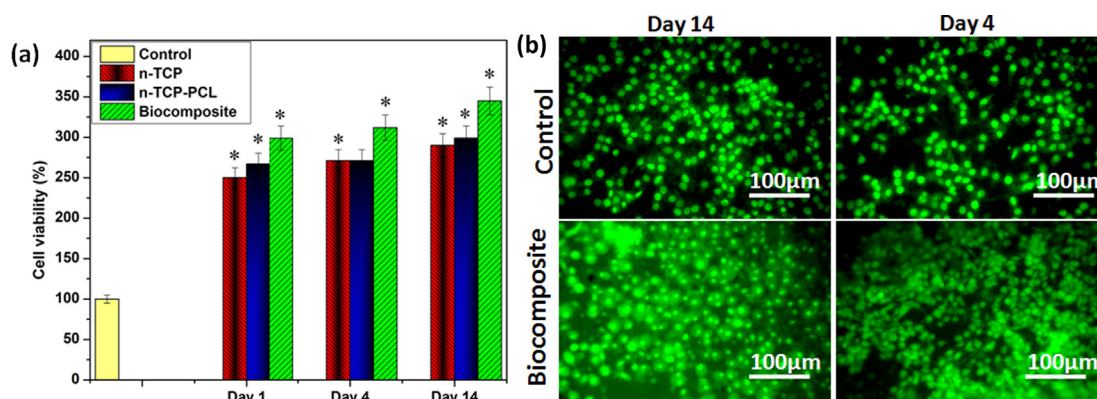 (a)
Cell viability (%)
400
350
300
250
200
150
100
50
0
Control
n-TCP
n-TCP-PCL
Biocomposite
* * *
* *
* * *
Day 1 Day 4 Day 14
(b)
Day 14 Day 4
Control
100μm 100μm
Biocomposite
100μm 100μm